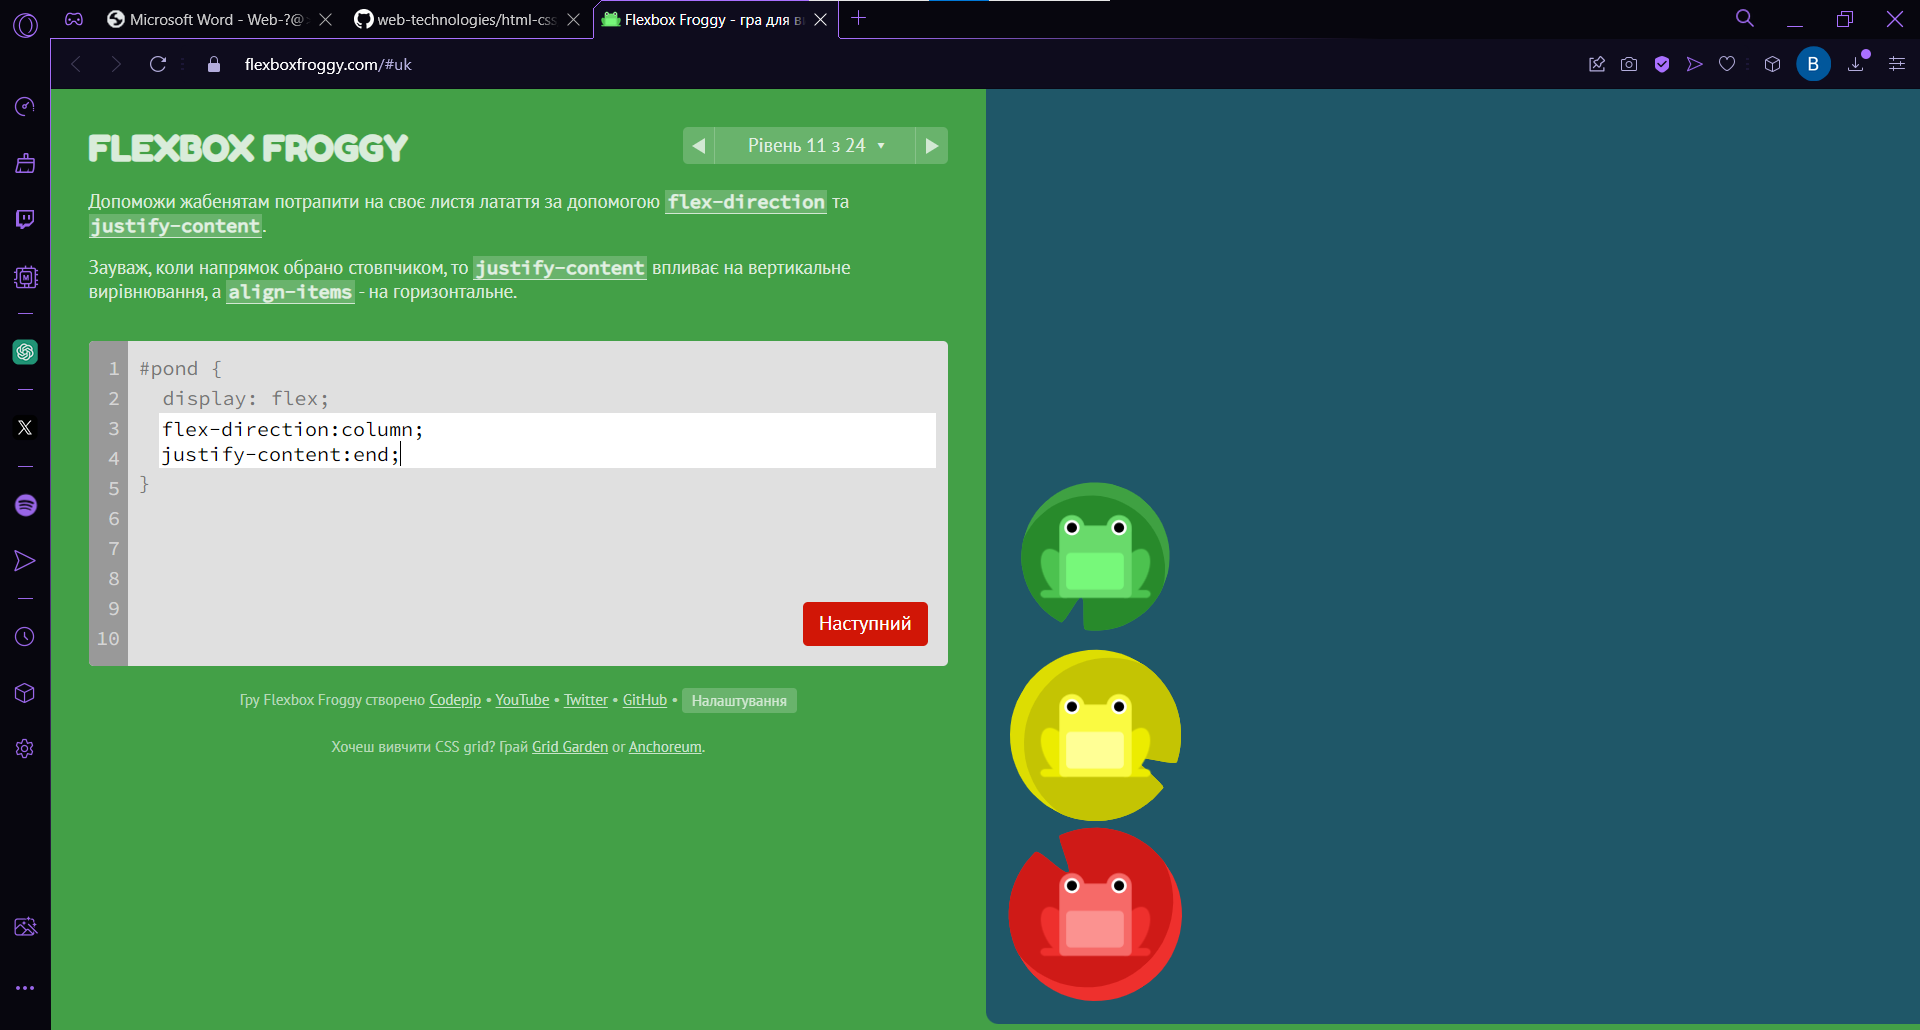 Microsoft Word - Web-?@
web-technologies/html-css
Flexbox Froggy - гра для в
flexboxfroggy.com/#uk
B
FLEXBOX FROGGY
Рівень 11 з 24
Допоможи жабенятам потрапити на своє листя латаття за допомогою flex-direction та
justify-content.
Зауваж, коли напрямок обрано стовпчиком, то justify-content впливає на вертикальне
вирівнювання, а align-items - на горизонтальне.
1 #pond {
2 display: flex;
3 flex-direction:column;
4 justify-content:end;
5 }
6
7
8
9
10
Наступний
Гру Flexbox Froggy створено Codepip • YouTube • Twitter • GitHub • Налаштування
Хочеш вивчити CSS grid? Грай Grid Garden or Anchoreum.